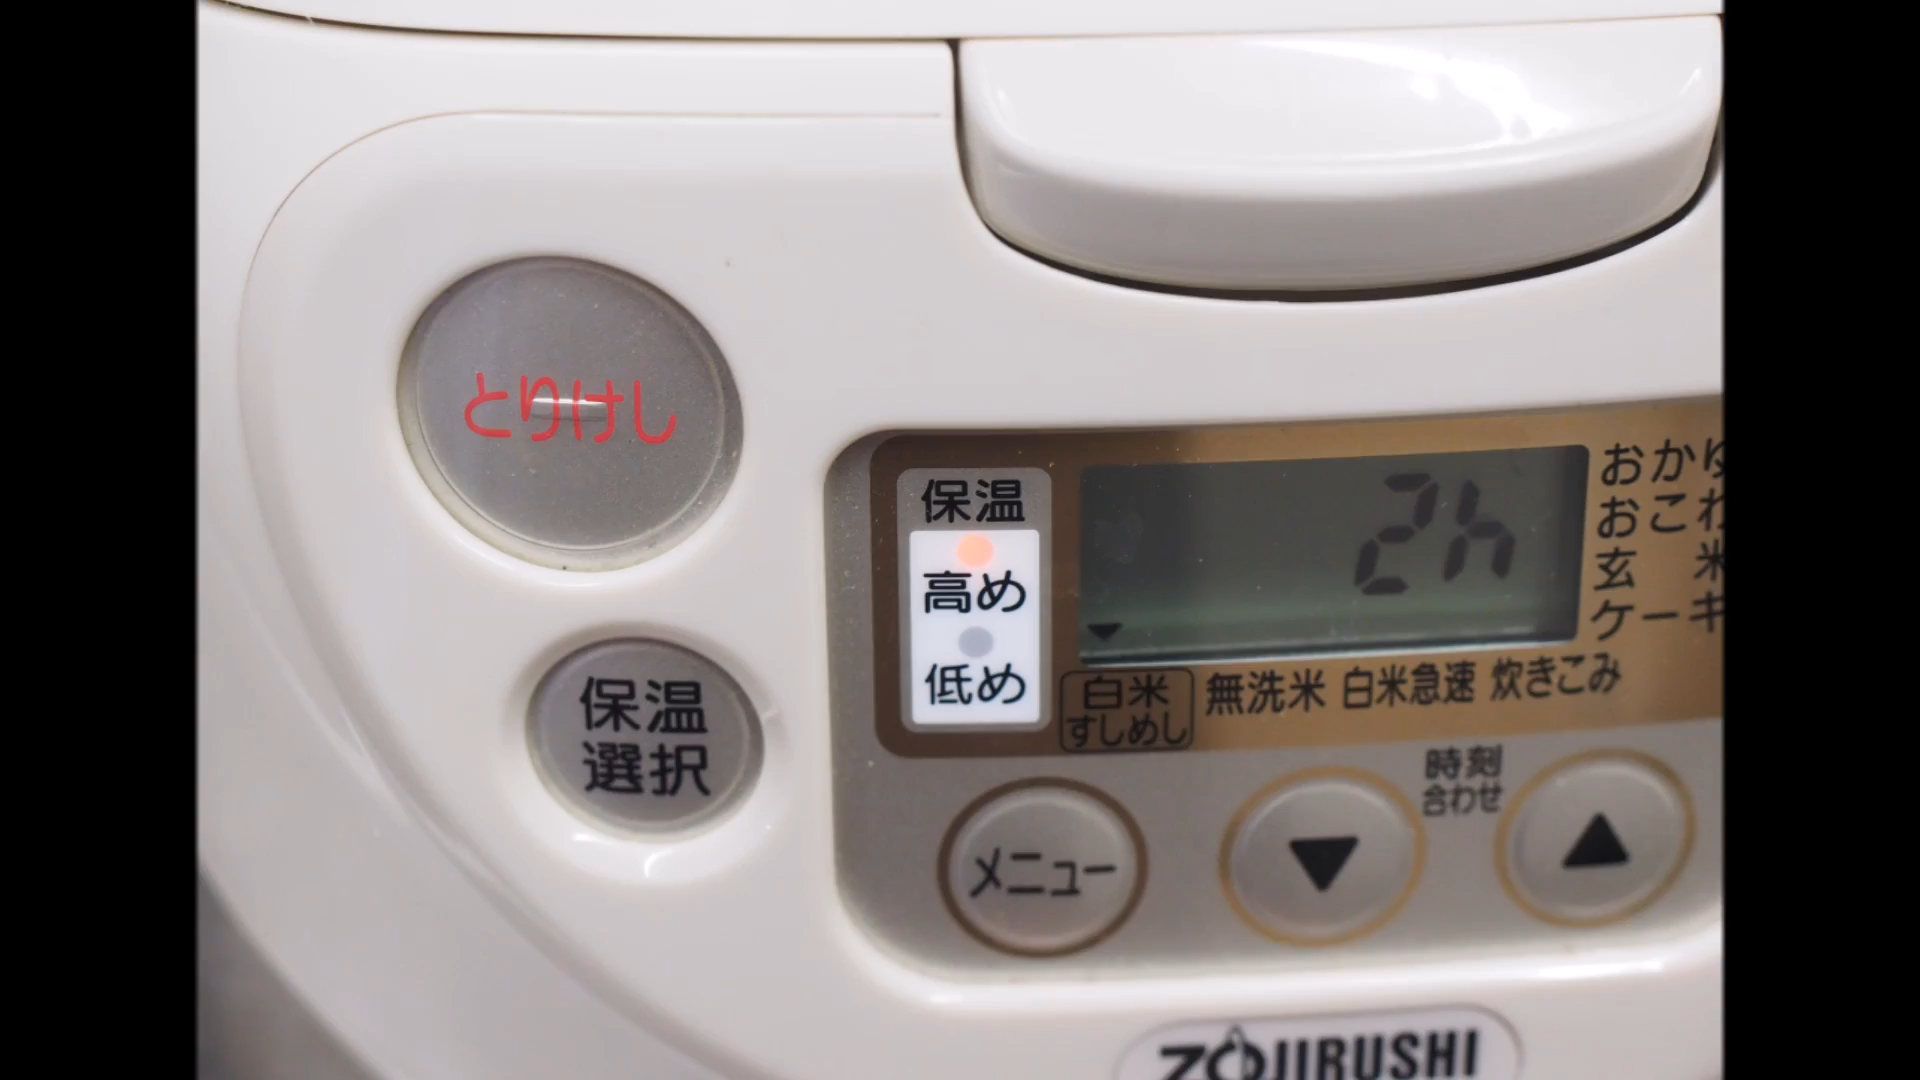 とりけし
保温
選択
保温
高め
低め
2h
おかゆ
おこわ
玄 米
ケーキ
白米
すしめし
無洗米 白米急速 炊きこみ
時刻
合わせ
メニュー
▼
▲
ZOJIRUSHI